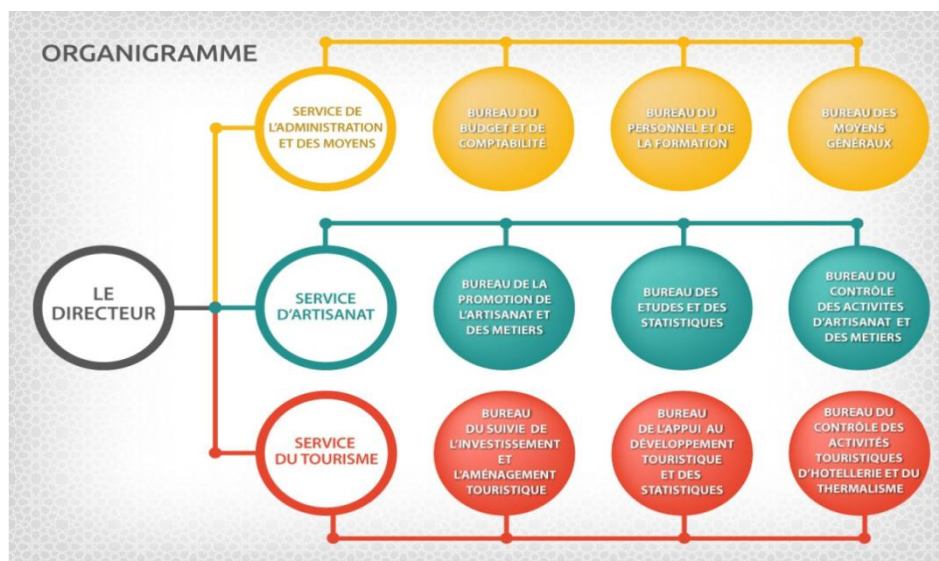 ORGANIGRAMME
SERVICE DE
L'ADMINISTRATION
ET DES MOYENS
BUREAU DU
BUDGET ET DE
COMPTABILITÉ
BUREAU DU
PERSONNEL ET DE
LA FORMATION
BUREAU DES
MOYENS
GÉNÉRAUX
LE
DIRECTEUR
SERVICE
D'ARTISANAT
BUREAU DE LA
PROMOTION DE
L'ARTISANAT ET
DES METIERS
BUREAU DES
ETUDES ET DES
STATISTIQUES
BUREAU DU
CONTRÔLE
DES ACTIVITES
D'ARTISANAT ET
DES METIERS
SERVICE
DU TOURISME
BUREAU
DU SUIVIE DE
L'INVESTISSEMENT
ET
L'AMÉNAGEMENT
TOURISTIQUE
BUREAU
DE L'APPUI AU
DÉVELOPPEMENT
TOURISTIQUE
ET DES
STATISTIQUES
BUREAU DU
CONTRÔLE DES
ACTIVITÉS
TOURISTIQUES
D'HOTELLERIE ET DU
THERMALISME